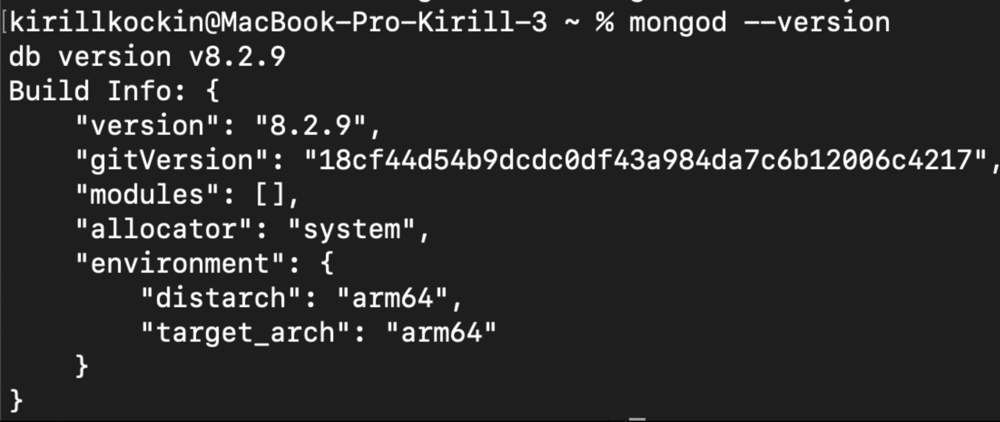 [kirillkockin@MacBook-Pro-Kirill-3 ~ % mongod --version
db version v8.2.9
Build Info: {
    "version": "8.2.9",
    "gitVersion": "18cf44d54b9dcdc0df43a984da7c6b12006c4217",
    "modules": [],
    "allocator": "system",
    "environment": {
        "distarch": "arm64",
        "target_arch": "arm64"
    }
}